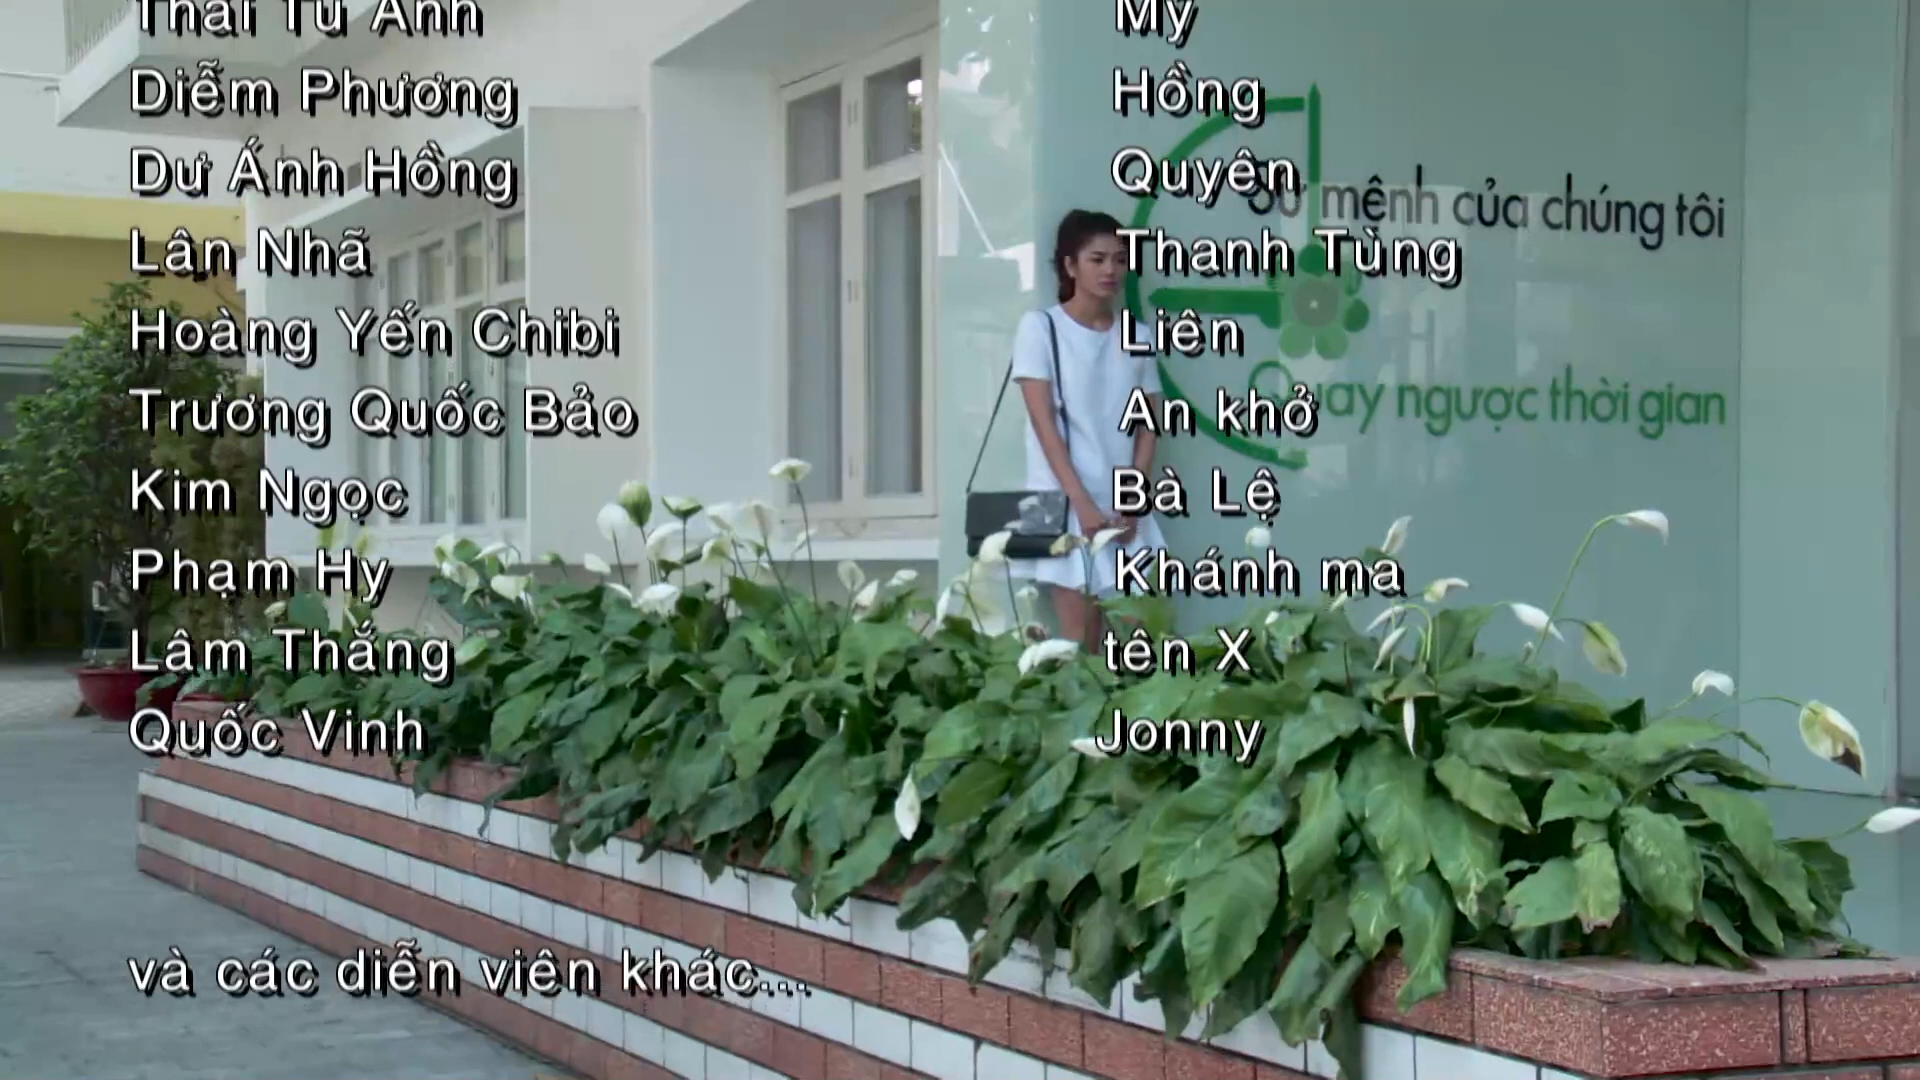 Thái Tú Anh	Mỹ
Diễm Phương	Hồng
Dư Ánh Hồng	Quyên
Sứ mệnh của chúng tôi
Lân Nhã	Thanh Tùng
Hoàng Yến Chibi	Liên
Trương Quốc Bảo	An khở
Quay ngược thời gian
Kim Ngọc	Bà Lệ
Phạm Hy	Khánh ma
Lâm Thắng	tên X
Quốc Vinh	Jonny
và các diễn viên khác...